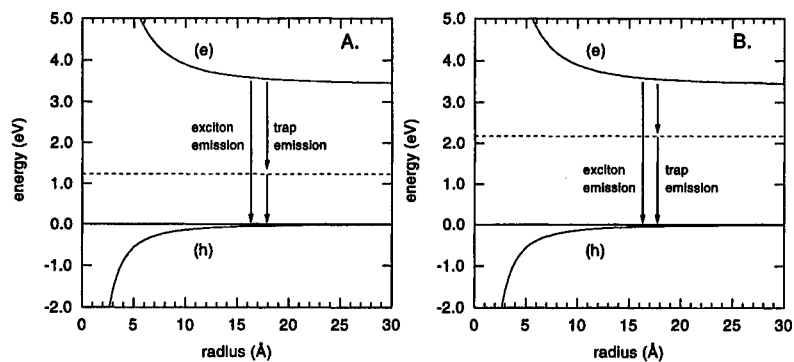 A.
5.0
4.0
3.0
2.0
1.0
0.0
-1.0
-2.0
energy (eV)
(e)
exciton
emission
trap
emission
(h)
0
5
10
15
20
25
30
radius (Å)
B.
5.0
4.0
3.0
2.0
1.0
0.0
-1.0
-2.0
energy (eV)
(e)
exciton
emission
trap
emission
(h)
0
5
10
15
20
25
30
radius (Å)